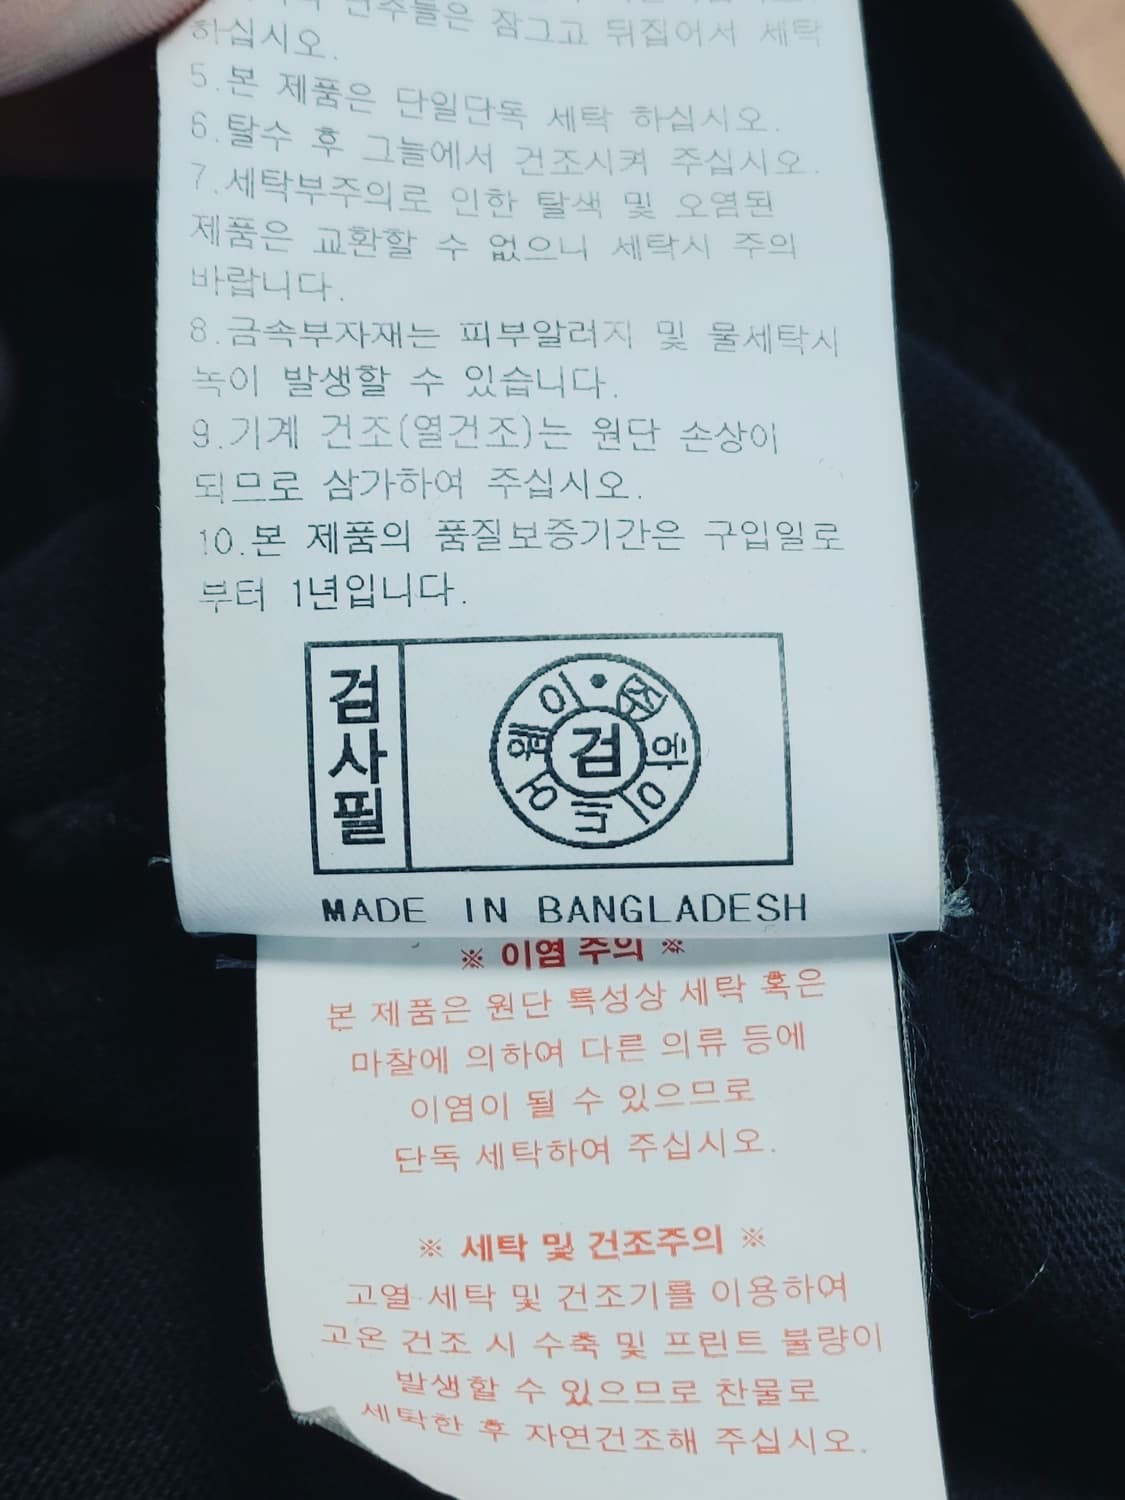 은 잠그고 뒤집어서 세탁
하십시오.
5.본 제품은 단일단독 세탁 하십시오.
6.탈수 후 그늘에서 건조시켜 주십시오.
7.세탁부주의로 인한 탈색 및 오염된
제품은 교환할 수 없으니 세탁시 주의
바랍니다.
8.금속부자재는 피부알러지 및 물세탁시
녹이 발생할 수 있습니다.
9.기계 건조(열건조)는 원단 손상이
되므로 삼가하여 주십시오.
10.본 제품의 품질보증기간은 구입일로
부터 1년입니다.
검사필
검
MADE IN BANGLADESH
※ 이염 주의 ※
본 제품은 원단 특성상 세탁 혹은
마찰에 의하여 다른 의류 등에
이염이 될 수 있으므로
단독 세탁하여 주십시오.
※ 세탁 및 건조주의 ※
고열 세탁 및 건조기를 이용하여
고온 건조 시 수축 및 프린트 불량이
발생할 수 있으므로 찬물로
세탁한 후 자연건조해 주십시오.